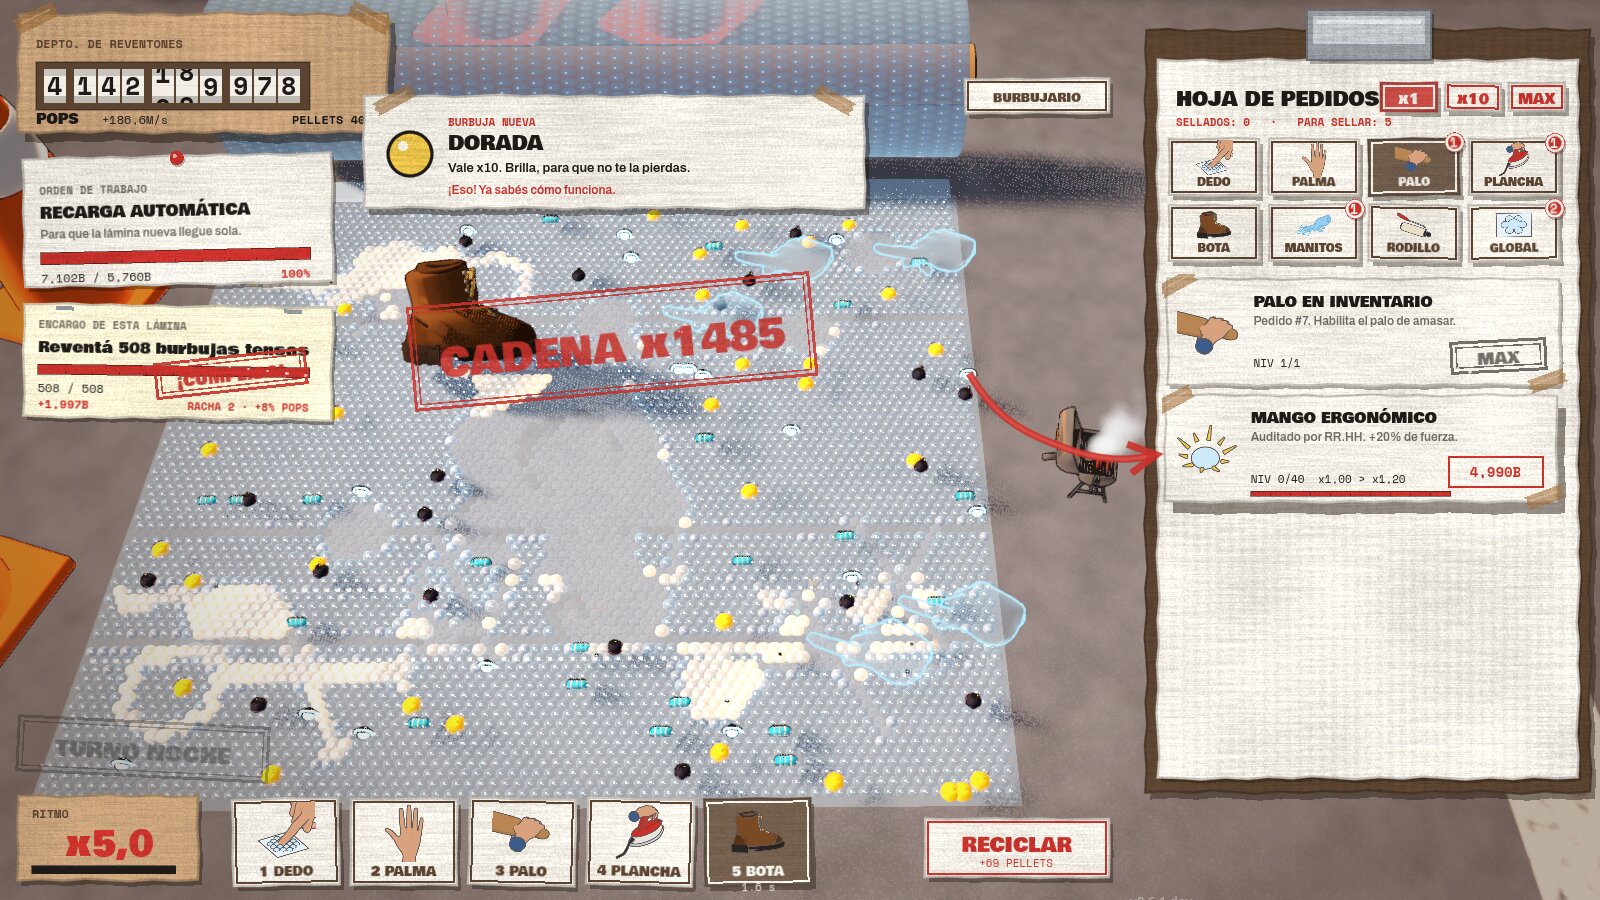 DEPTO. DE REVENTONES
POPS +186,6M/s PELLETS 40
ORDEN DE TRABAJO
RECARGA AUTOMÁTICA
Para que la lámina nueva llegue sola.
7.102B / 5.760B 100%
ENCARGO DE ESTA LÁMINA
Reventá 508 burbujas tensas
508 / 508
+1,997B RACHA 2 · +8% POPS
BURBUJA NUEVA
DORADA
Vale x10. Brilla, para que no te la pierdas.
¡Eso! Ya sabés cómo funciona.
CADENA x1485
BURBUJARIO
HOJA DE PEDIDOS x1 x10 MAX
SELLADOS: 0 · PARA SELLAR: 5
DEDO
PALMA
PALO 1
PLANCHA 1
BOTA
MANITOS 1
RODILLO
GLOBAL 2
PALO EN INVENTARIO
Pedido #7. Habilita el palo de amasar.
NIV 1/1 MAX
MANGO ERGONÓMICO
Auditado por RR.HH. +20% de fuerza.
NIV 0/40 x1,00 > x1,20 4,990B
TURNO NOCHE
RITMO
x5,0
1 DEDO
2 PALMA
3 PALO
4 PLANCHA
5 BOTA
1.6 s
RECICLAR
+69 PELLETS